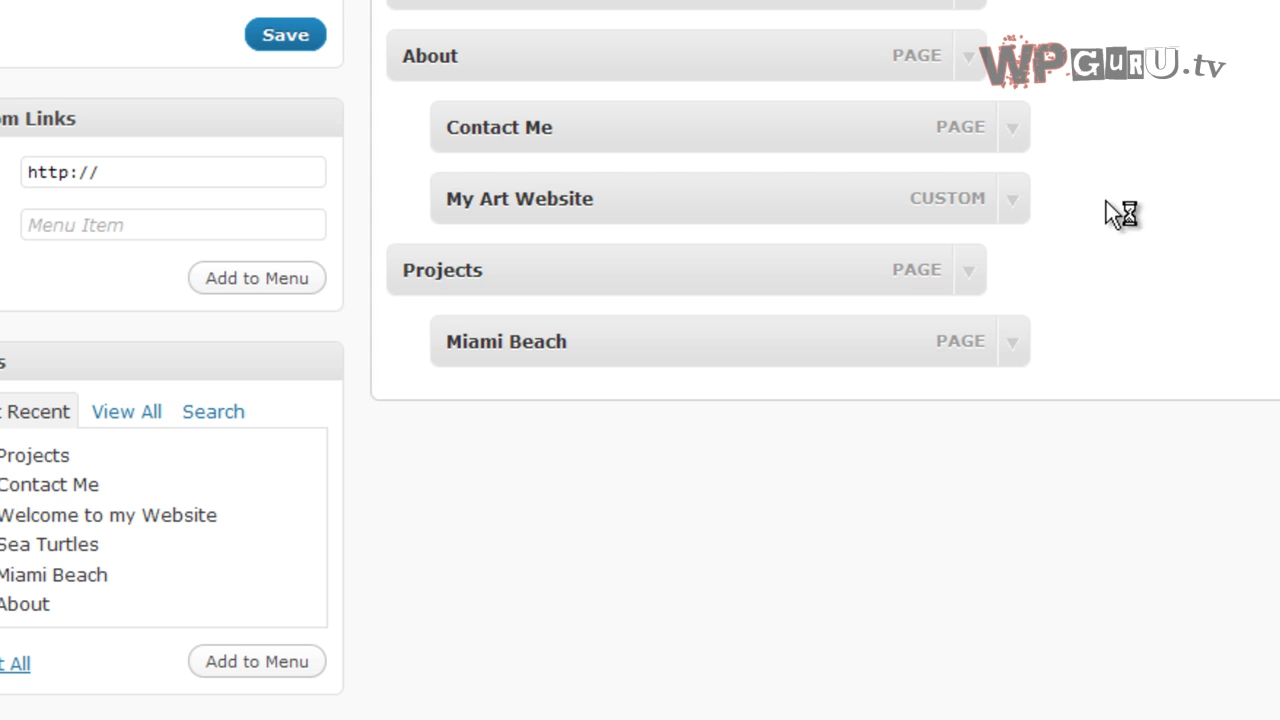 Save
om Links
http://
Menu Item
Add to Menu
s
t Recent
View All
Search
Projects
Contact Me
Welcome to my Website
Sea Turtles
Miami Beach
About
t All
Add to Menu
About PAGE
Contact Me PAGE
My Art Website CUSTOM
Projects PAGE
Miami Beach PAGE
WPGURU.tv